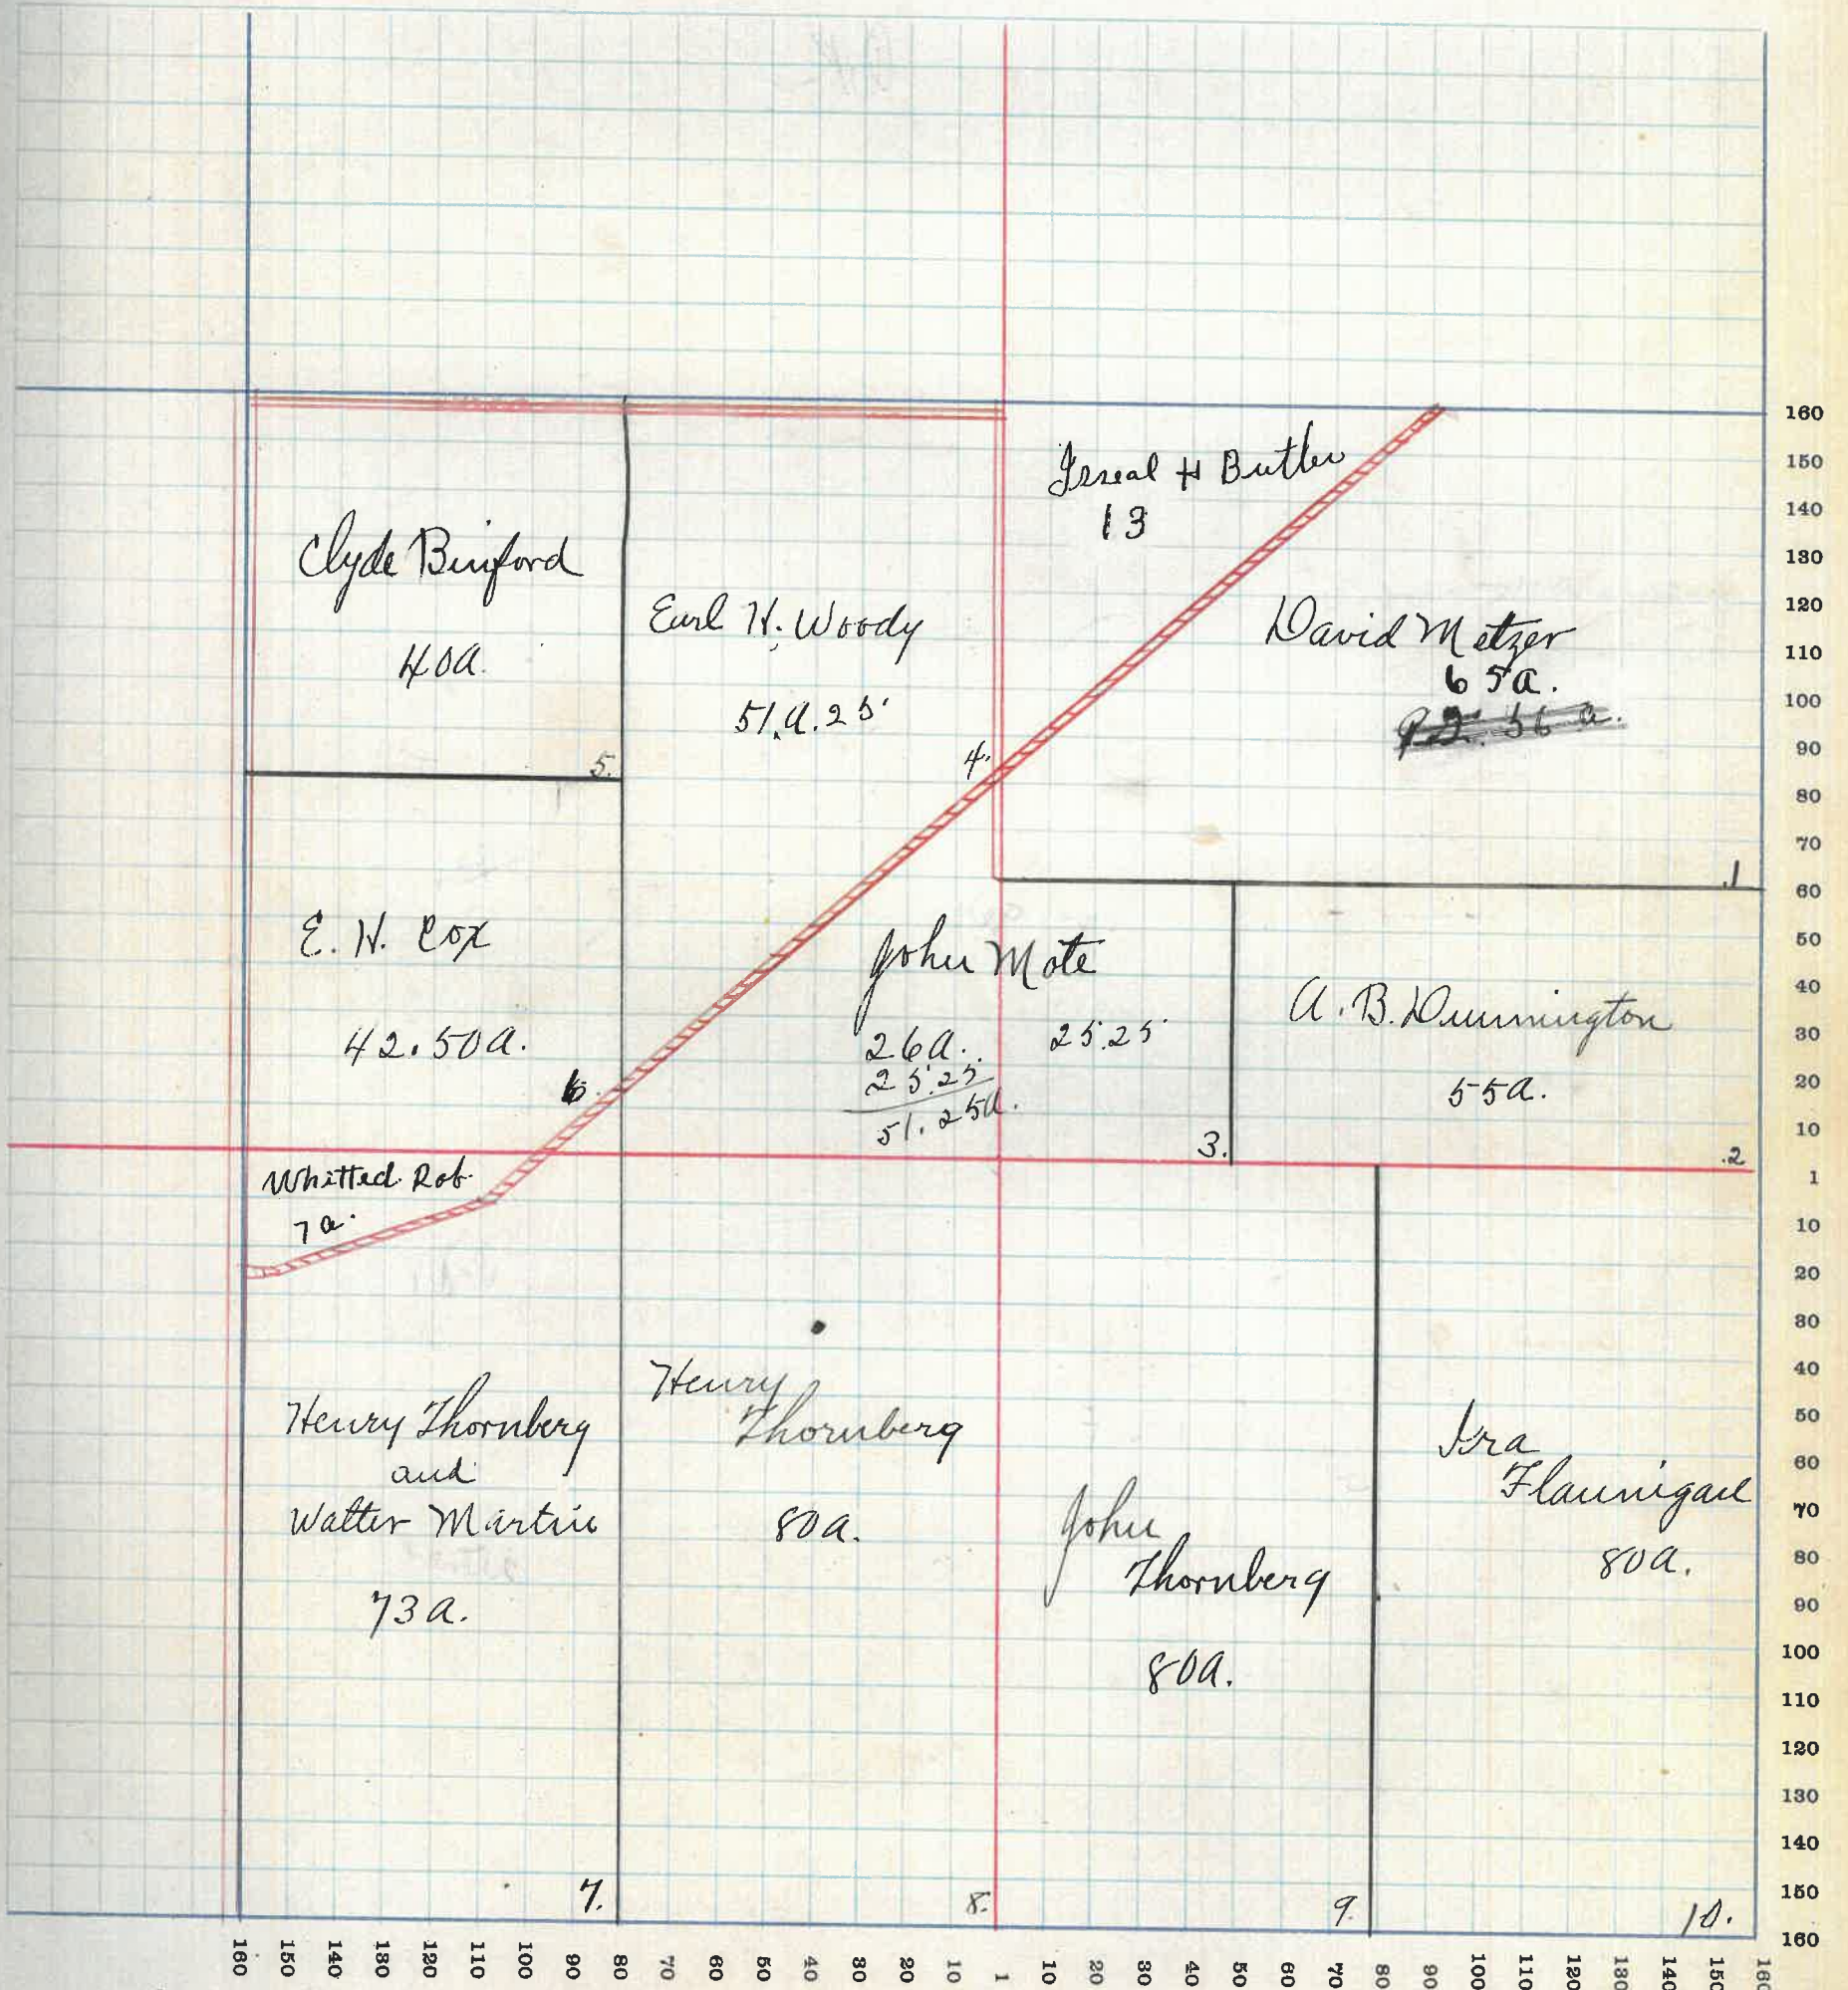 Isreal H Butler
13
Clyde Binford
40a.
Earl H. Woody
51.a.25
David Metzer
65a.
5.
4.
.1
E. H. Cox
42.50a.
John Mote
26a. 25.25
25.25
51.25a.
A. B. Dunnington
55a.
6.
3.
.2
Whitted. Rob.
7a.
Henry Thornberg
and
Walter Martin
73a.
Henry
Thornberg
80a.
John
Thornberg
80a.
Ira
Flannigan
80a.
7.
8.
9.
10.
160
150
140
130
120
110
100
90
80
70
60
50
40
30
20
10
1
10
20
30
40
50
60
70
80
90
100
110
120
130
140
150
160
160 150 140 130 120 110 100 90 80 70 60 50 40 30 20 10 1 10 20 30 40 50 60 70 80 90 100 110 120 130 140 150 160